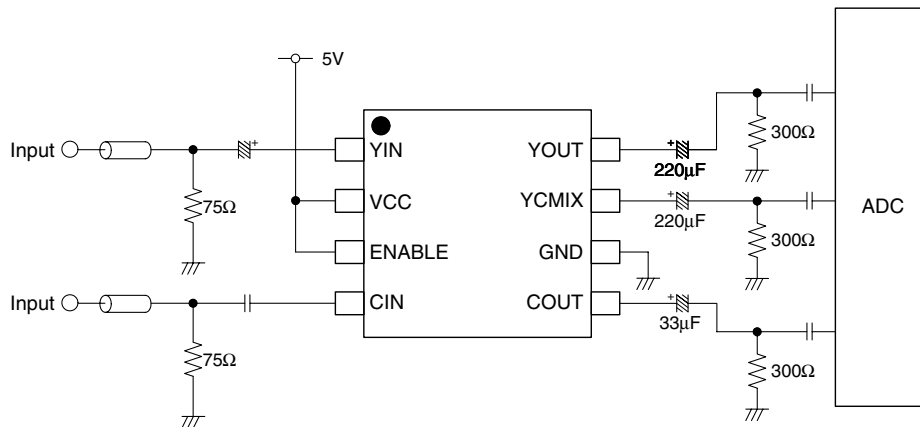 5V
Input
+
YIN
YOUT
+
220µF
300Ω
75Ω
VCC
YCMIX
+
220µF
300Ω
ADC
ENABLE
GND
Input
CIN
COUT
+
33µF
75Ω
300Ω